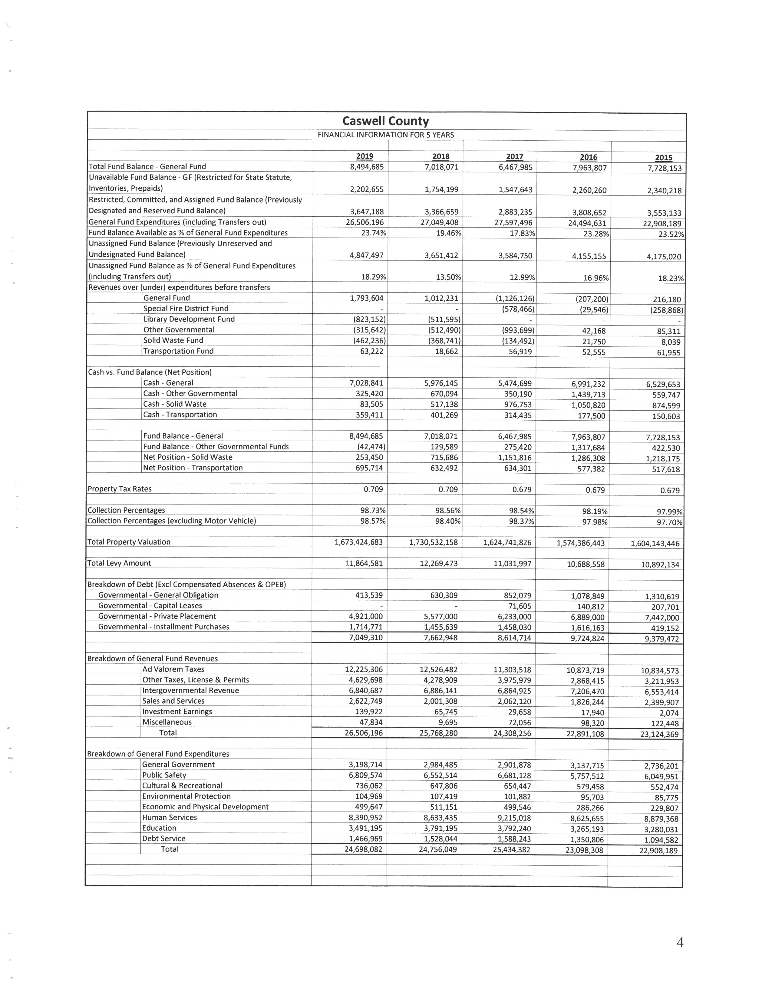 Caswell County
FINANCIAL INFORMATION FOR 5 YEARS
2019 2018 2017 2016 2015
Total Fund Balance - General Fund 8,494,685 7,018,071 6,467,985 7,963,807 7,728,153
Unavailable Fund Balance - GF (Restricted for State Statute,
Inventories, Prepaids) 2,202,655 1,754,199 1,547,643 2,260,260 2,340,218
Restricted, Committed, and Assigned Fund Balance (Previously
Designated and Reserved Fund Balance) 3,647,188 3,366,659 2,883,235 3,808,652 3,553,133
General Fund Expenditures (including Transfers out) 26,506,196 27,049,408 27,597,496 24,494,631 22,908,189
Fund Balance Available as % of General Fund Expenditures 23.74% 19.46% 17.83% 23.28% 23.52%
Unassigned Fund Balance (Previously Unreserved and
Undesignated Fund Balance) 4,847,497 3,651,412 3,584,750 4,155,155 4,175,020
Unassigned Fund Balance as % of General Fund Expenditures
(including Transfers out) 18.29% 13.50% 12.99% 16.96% 18.23%
Revenues over (under) expenditures before transfers
General Fund 1,793,604 1,012,231 (1,126,126) (207,200) 216,180
Special Fire District Fund - - (578,466) (29,546) (258,868)
Library Development Fund (823,152) (511,595) - - -
Other Governmental (315,642) (512,490) (993,699) 42,168 85,311
Solid Waste Fund (462,236) (368,741) (134,492) 21,750 8,039
Transportation Fund 63,222 18,662 56,919 52,555 61,955
Cash vs. Fund Balance (Net Position)
Cash - General 7,028,841 5,976,145 5,474,699 6,991,232 6,529,653
Cash - Other Governmental 325,420 670,094 350,190 1,439,713 559,747
Cash - Solid Waste 83,505 517,138 976,753 1,050,820 874,599
Cash - Transportation 359,411 401,269 314,435 177,500 150,603
Fund Balance - General 8,494,685 7,018,071 6,467,985 7,963,807 7,728,153
Fund Balance - Other Governmental Funds (42,474) 129,589 275,420 1,317,684 422,530
Net Position - Solid Waste 253,450 715,686 1,151,816 1,286,308 1,218,175
Net Position - Transportation 695,714 632,492 634,301 577,382 517,618
Property Tax Rates 0.709 0.709 0.679 0.679 0.679
Collection Percentages 98.73% 98.56% 98.54% 98.19% 97.99%
Collection Percentages (excluding Motor Vehicle) 98.57% 98.40% 98.37% 97.98% 97.70%
Total Property Valuation 1,673,424,683 1,730,532,158 1,624,741,826 1,574,386,443 1,604,143,446
Total Levy Amount 11,864,581 12,269,473 11,031,997 10,688,558 10,892,134
Breakdown of Debt (Excl Compensated Absences & OPEB)
Governmental - General Obligation 413,539 630,309 852,079 1,078,849 1,310,619
Governmental - Capital Leases - - 71,605 140,812 207,701
Governmental - Private Placement 4,921,000 5,577,000 6,233,000 6,889,000 7,442,000
Governmental - Installment Purchases 1,714,771 1,455,639 1,458,030 1,616,163 419,152
7,049,310 7,662,948 8,614,714 9,724,824 9,379,472
Breakdown of General Fund Revenues
Ad Valorem Taxes 12,225,306 12,526,482 11,303,518 10,873,719 10,834,573
Other Taxes, License & Permits 4,629,698 4,278,909 3,975,979 2,868,415 3,211,953
Intergovernmental Revenue 6,840,687 6,886,141 6,864,925 7,206,470 6,553,414
Sales and Services 2,622,749 2,001,308 2,062,120 1,826,244 2,399,907
Investment Earnings 139,922 65,745 29,658 17,940 2,074
Miscellaneous 47,834 9,695 72,056 98,320 122,448
Total 26,506,196 25,768,280 24,308,256 22,891,108 23,124,369
Breakdown of General Fund Expenditures
General Government 3,198,714 2,984,485 2,901,878 3,137,715 2,736,201
Public Safety 6,809,574 6,552,514 6,681,128 5,757,512 6,049,951
Cultural & Recreational 736,062 647,806 654,447 579,458 552,474
Environmental Protection 104,969 107,419 101,882 95,703 85,775
Economic and Physical Development 499,647 511,151 499,546 286,266 229,807
Human Services 8,390,952 8,633,435 9,215,018 8,625,655 8,879,368
Education 3,491,195 3,791,195 3,792,240 3,265,193 3,280,031
Debt Service 1,466,969 1,528,044 1,588,243 1,350,806 1,094,582
Total 24,698,082 24,756,049 25,434,382 23,098,308 22,908,189
4